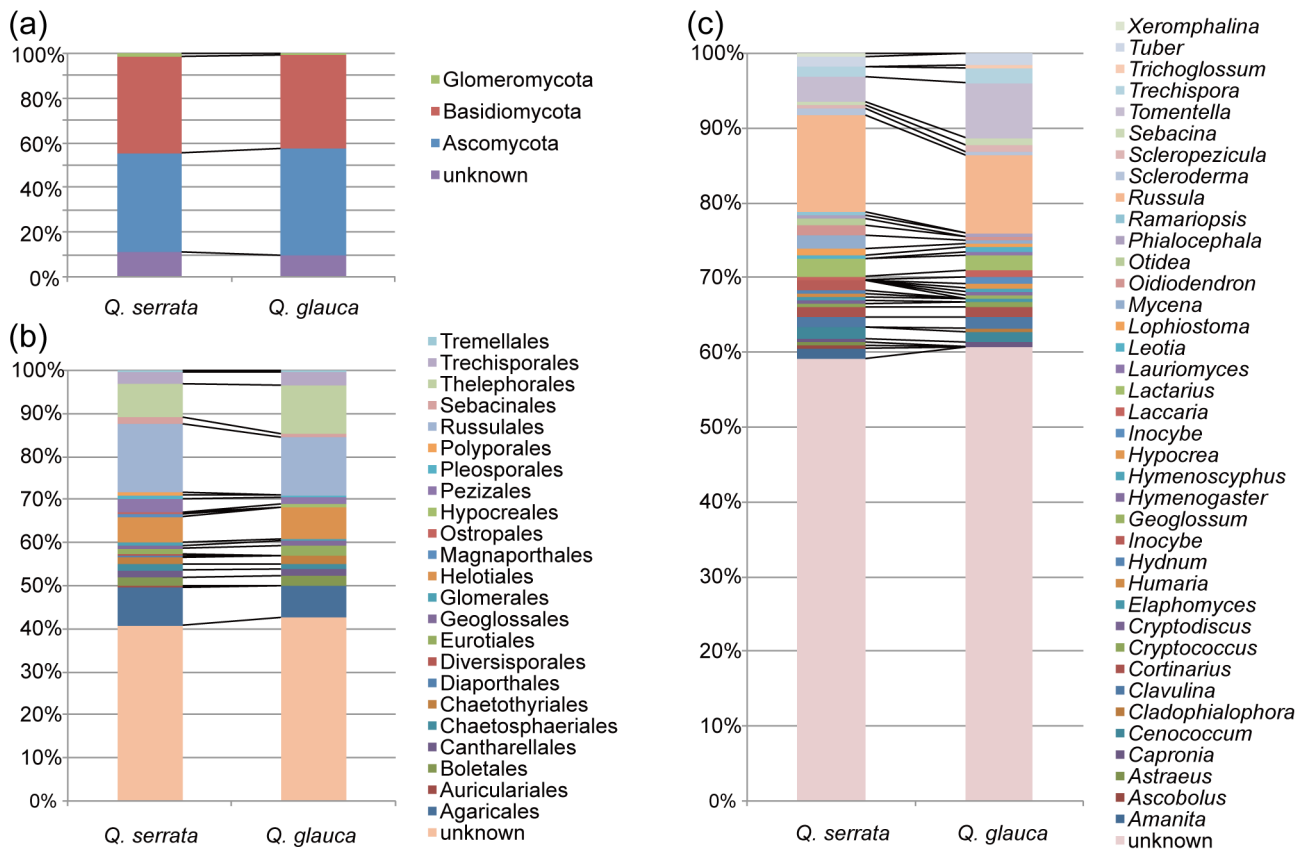 (a)
100%
80%
60%
40%
20%
0%
Q. serrata
Q. glauca
Glomeromycota
Basidiomycota
Ascomycota
unknown
(b)
100%
90%
80%
70%
60%
50%
40%
30%
20%
10%
0%
Q. serrata
Q. glauca
Tremellales
Trechisporales
Thelephorales
Sebacinales
Russulales
Polyporales
Pleosporales
Pezizales
Hypocreales
Ostropales
Magnaporthales
Helotiales
Glomerales
Geoglossales
Eurotiales
Diversisporales
Diaporthales
Chaetothyriales
Chaetosphaeriales
Cantharellales
Boletales
Auriculariales
Agaricales
unknown
(c)
100%
90%
80%
70%
60%
50%
40%
30%
20%
10%
0%
Q. serrata
Q. glauca
Xeromphalina
Tuber
Trichoglossum
Trechispora
Tomentella
Sebacina
Scleropezicula
Scleroderma
Russula
Ramariopsis
Phialocephala
Otidea
Oidiodendron
Mycena
Lophiostoma
Leotia
Lauriomyces
Lactarius
Laccaria
Inocybe
Hypocrea
Hymenoscyphus
Hymenogaster
Geoglossum
Inocybe
Hydnum
Humaria
Elaphomyces
Cryptodiscus
Cryptococcus
Cortinarius
Clavulina
Cladophialophora
Cenococcum
Capronia
Astraeus
Ascobolus
Amanita
unknown